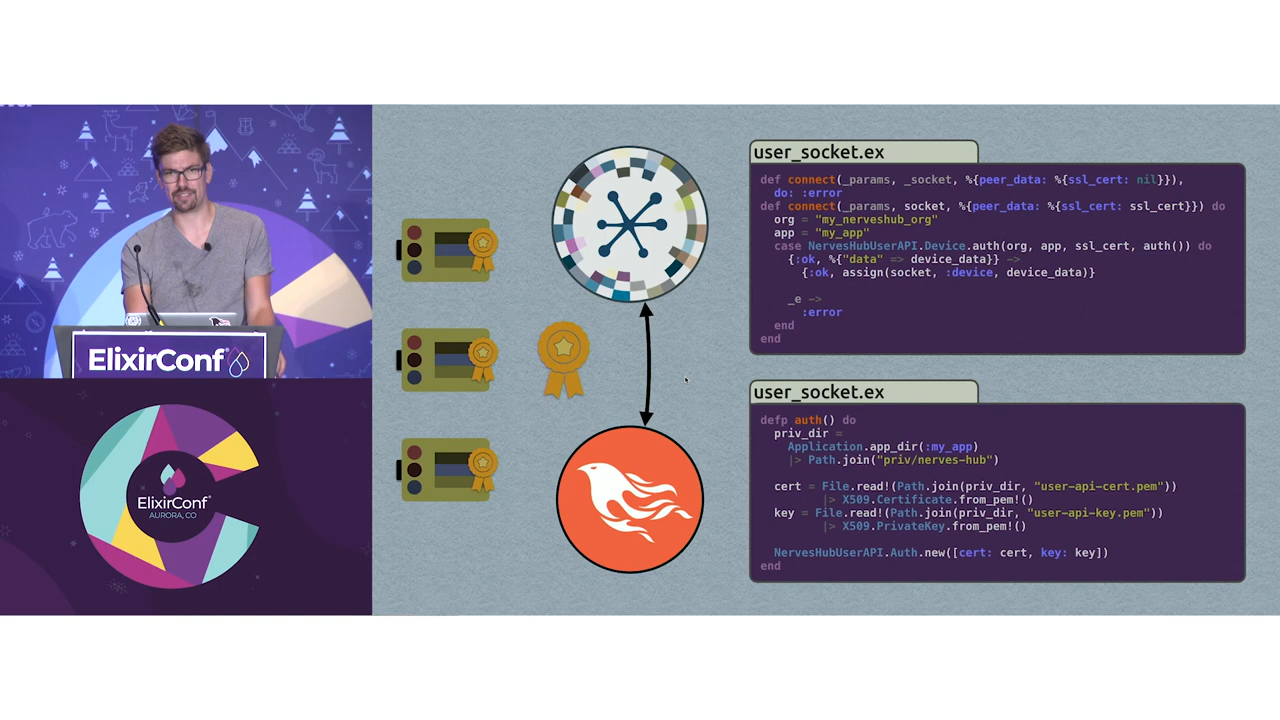 ElixirConf
ElixirConf
AURORA, CO
user_socket.ex
def connect(_params, _socket, %{peer_data: %{ssl_cert: nil}}),
  do: :error
def connect(_params, socket, %{peer_data: %{ssl_cert: ssl_cert}}) do
  org = "my_nerveshub_org"
  app = "my_app"
  case NervesHubUserAPI.Device.auth(org, app, ssl_cert, auth()) do
    {:ok, %{"data" => device_data}} ->
      {:ok, assign(socket, :device, device_data)}
    _e ->
      :error
  end
end
user_socket.ex
defp auth() do
  priv_dir =
    Application.app_dir(:my_app)
    |> Path.join("priv/nerves-hub")
  cert = File.read!(Path.join(priv_dir, "user-api-cert.pem"))
         |> X509.Certificate.from_pem!()
  key = File.read!(Path.join(priv_dir, "user-api-key.pem"))
        |> X509.PrivateKey.from_pem!()
  NervesHubUserAPI.Auth.new([cert: cert, key: key])
end